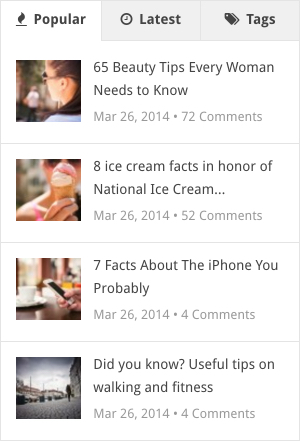 Popular Latest Tags
65 Beauty Tips Every Woman
Needs to Know
Mar 26, 2014 • 72 Comments
8 ice cream facts in honor of
National Ice Cream...
Mar 26, 2014 • 52 Comments
7 Facts About The iPhone You
Probably
Mar 26, 2014 • 4 Comments
Did you know? Useful tips on
walking and fitness
Mar 26, 2014 • 4 Comments